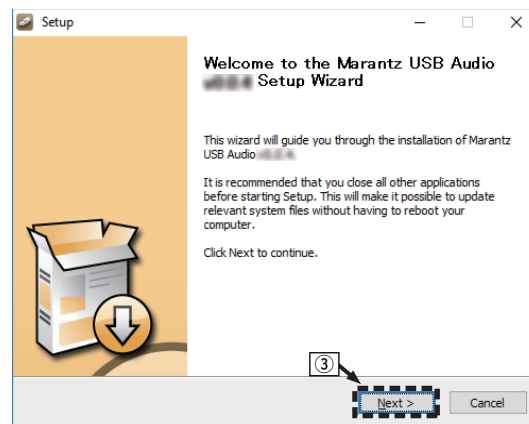 Setup
Welcome to the Marantz USB Audio
Setup Wizard
This wizard will guide you through the installation of Marantz
USB Audio
It is recommended that you close all other applications
before starting Setup. This will make it possible to update
relevant system files without having to reboot your
computer.
Click Next to continue.
③
Next >
Cancel